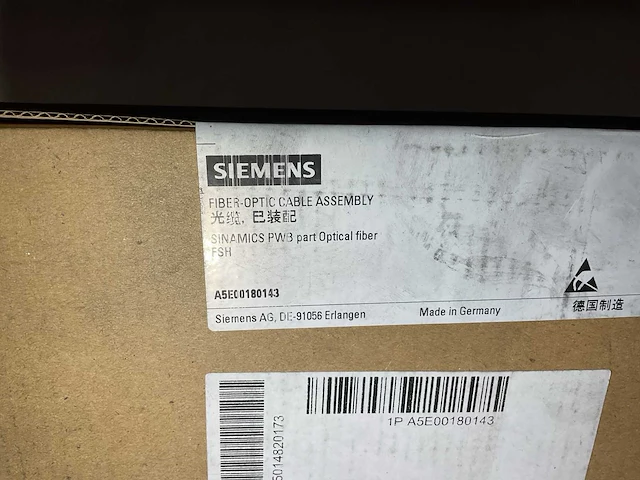 SIEMENS
FIBER-OPTIC CABLE ASSEMBLY
光缆, 已装配
SINAMICS PWB part Optical fiber
FSH
A5E00180143
Siemens AG, DE-91056 Erlangen
Made in Germany
德国制造
1P A5E00180143
5014820173